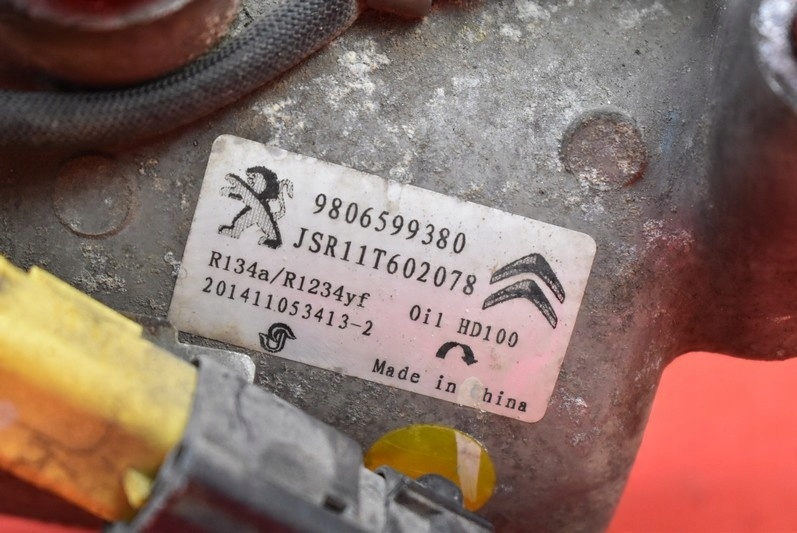 9806599380
JSR11T602078
R134a/R1234yf
201411053413-2
Oil HD100
Made in China